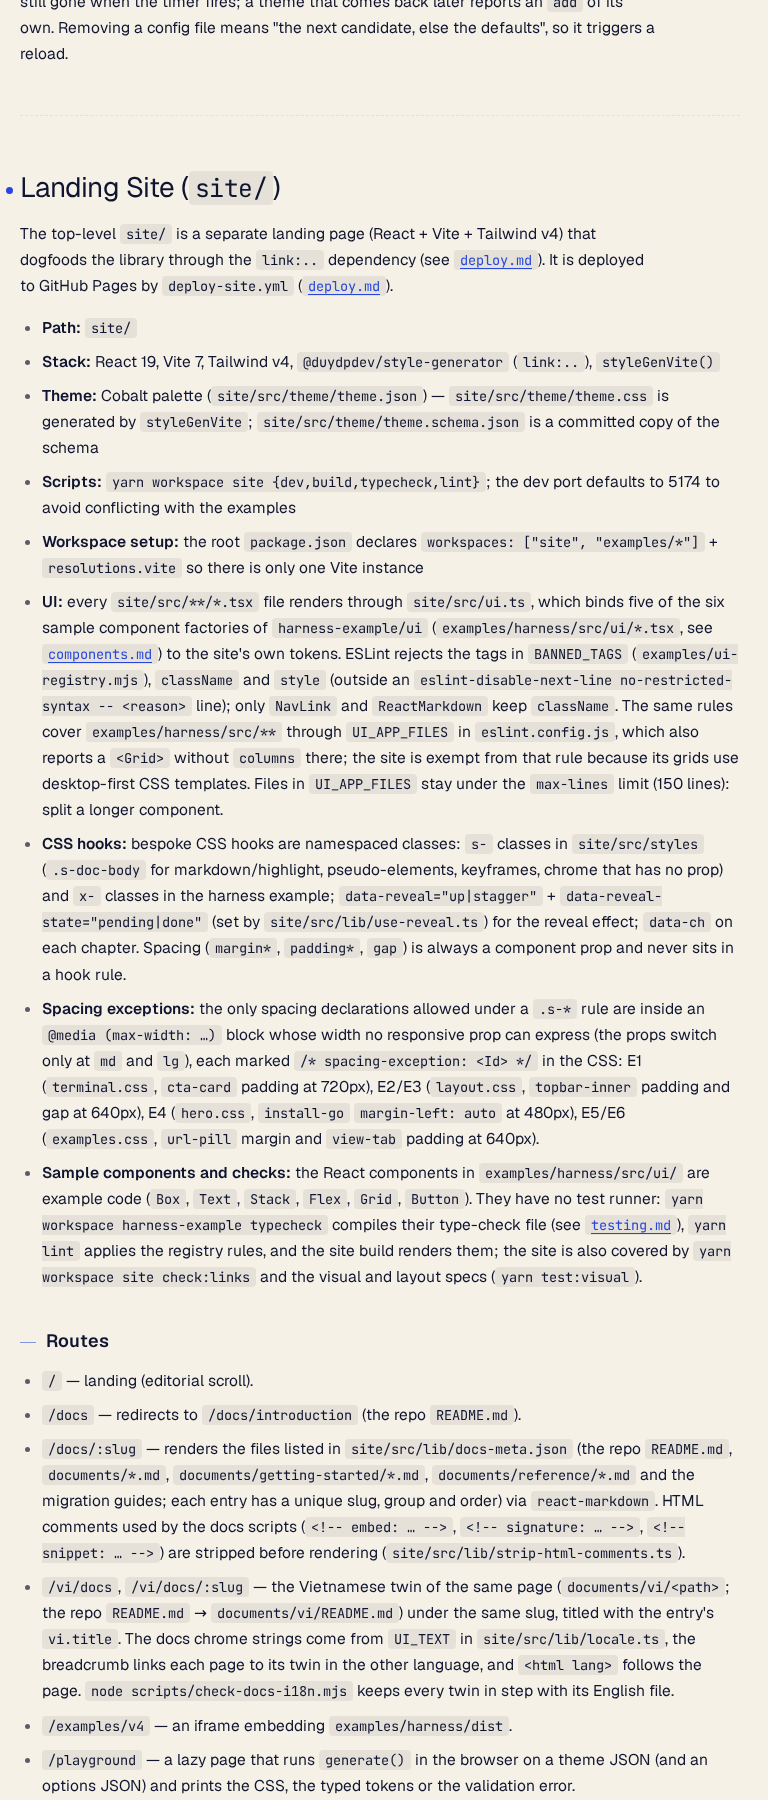 still gone when the timer fires; a theme that comes back later reports an add of its
own. Removing a config file means "the next candidate, else the defaults", so it triggers a
reload.
Landing Site (site/)
The top-level site/ is a separate landing page (React + Vite + Tailwind v4) that
dogfoods the library through the link:.. dependency (see deploy.md). It is deployed
to GitHub Pages by deploy-site.yml (deploy.md).
Path: site/
Stack: React 19, Vite 7, Tailwind v4, @duydpdev/style-generator (link:..), styleGenVite()
Theme: Cobalt palette (site/src/theme/theme.json) — site/src/theme/theme.css is
generated by styleGenVite; site/src/theme/theme.schema.json is a committed copy of the
schema
Scripts: yarn workspace site {dev,build,typecheck,lint}; the dev port defaults to 5174 to
avoid conflicting with the examples
Workspace setup: the root package.json declares workspaces: ["site", "examples/*"] +
resolutions.vite so there is only one Vite instance
UI: every site/src/**/*.tsx file renders through site/src/ui.ts, which binds five of the six
sample component factories of harness-example/ui (examples/harness/src/ui/*.tsx, see
components.md) to the site's own tokens. ESLint rejects the tags in BANNED_TAGS (examples/ui-
registry.mjs), className and style (outside an eslint-disable-next-line no-restricted-
syntax -- <reason> line); only NavLink and ReactMarkdown keep className. The same rules
cover examples/harness/src/** through UI_APP_FILES in eslint.config.js, which also
reports a <Grid> without columns there; the site is exempt from that rule because its grids use
desktop-first CSS templates. Files in UI_APP_FILES stay under the max-lines limit (150 lines):
split a longer component.
CSS hooks: bespoke CSS hooks are namespaced classes: s- classes in site/src/styles
(.s-doc-body for markdown/highlight, pseudo-elements, keyframes, chrome that has no prop)
and x- classes in the harness example; data-reveal="up|stagger" + data-reveal-
state="pending|done" (set by site/src/lib/use-reveal.ts) for the reveal effect; data-ch on
each chapter. Spacing (margin*, padding*, gap) is always a component prop and never sits in
a hook rule.
Spacing exceptions: the only spacing declarations allowed under a .s-* rule are inside an
@media (max-width: …) block whose width no responsive prop can express (the props switch
only at md and lg), each marked /* spacing-exception: <Id> */ in the CSS: E1
(terminal.css, cta-card padding at 720px), E2/E3 (layout.css, topbar-inner padding and
gap at 640px), E4 (hero.css, install-go margin-left: auto at 480px), E5/E6
(examples.css, url-pill margin and view-tab padding at 640px).
Sample components and checks: the React components in examples/harness/src/ui/ are
example code (Box, Text, Stack, Flex, Grid, Button). They have no test runner: yarn
workspace harness-example typecheck compiles their type-check file (see testing.md), yarn
lint applies the registry rules, and the site build renders them; the site is also covered by yarn
workspace site check:links and the visual and layout specs (yarn test:visual).
— Routes
/ — landing (editorial scroll).
/docs — redirects to /docs/introduction (the repo README.md).
/docs/:slug — renders the files listed in site/src/lib/docs-meta.json (the repo README.md,
documents/*.md, documents/getting-started/*.md, documents/reference/*.md and the
migration guides; each entry has a unique slug, group and order) via react-markdown. HTML
comments used by the docs scripts (<!-- embed: … -->, <!-- signature: … -->, <!--
snippet: … -->) are stripped before rendering (site/src/lib/strip-html-comments.ts).
/vi/docs, /vi/docs/:slug — the Vietnamese twin of the same page (documents/vi/<path>;
the repo README.md → documents/vi/README.md) under the same slug, titled with the entry's
vi.title. The docs chrome strings come from UI_TEXT in site/src/lib/locale.ts, the
breadcrumb links each page to its twin in the other language, and <html lang> follows the
page. node scripts/check-docs-i18n.mjs keeps every twin in step with its English file.
/examples/v4 — an iframe embedding examples/harness/dist.
/playground — a lazy page that runs generate() in the browser on a theme JSON (and an
options JSON) and prints the CSS, the typed tokens or the validation error.